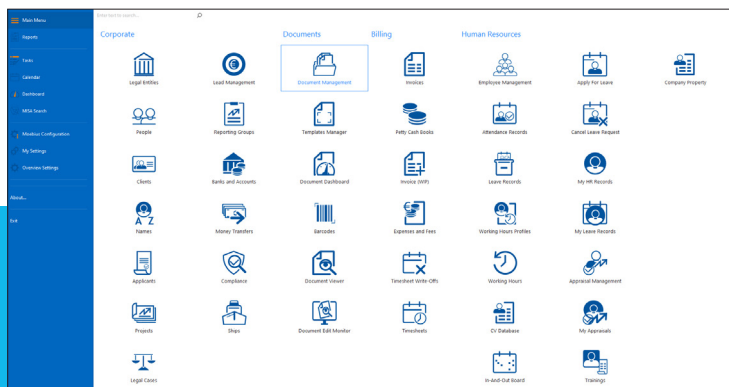 Main Menu
Reports
Tasks
Calendar
Dashboard
MISA Search
Moebius Configuration
My Settings
Overview Settings
About...
Exit
Enter text to search...
Corporate
Documents
Billing
Human Resources
Legal Entities
Lead Management
Document Management
Invoices
Employee Management
Apply For Leave
Company Property
People
Reporting Groups
Templates Manager
Petty Cash Books
Attendance Records
Cancel Leave Request
Clients
Banks and Accounts
Document Dashboard
Invoice (WIP)
Leave Records
My HR Records
A Z
Names
Money Transfers
Barcodes
Expenses and Fees
Working Hours Profiles
My Leave Records
Applicants
Compliance
Document Viewer
Timesheet Write-Offs
Working Hours
Appraisal Management
Projects
Ships
Document Edit Monitor
Timesheets
CV Database
My Appraisals
Legal Cases
In-And-Out Board
Trainings